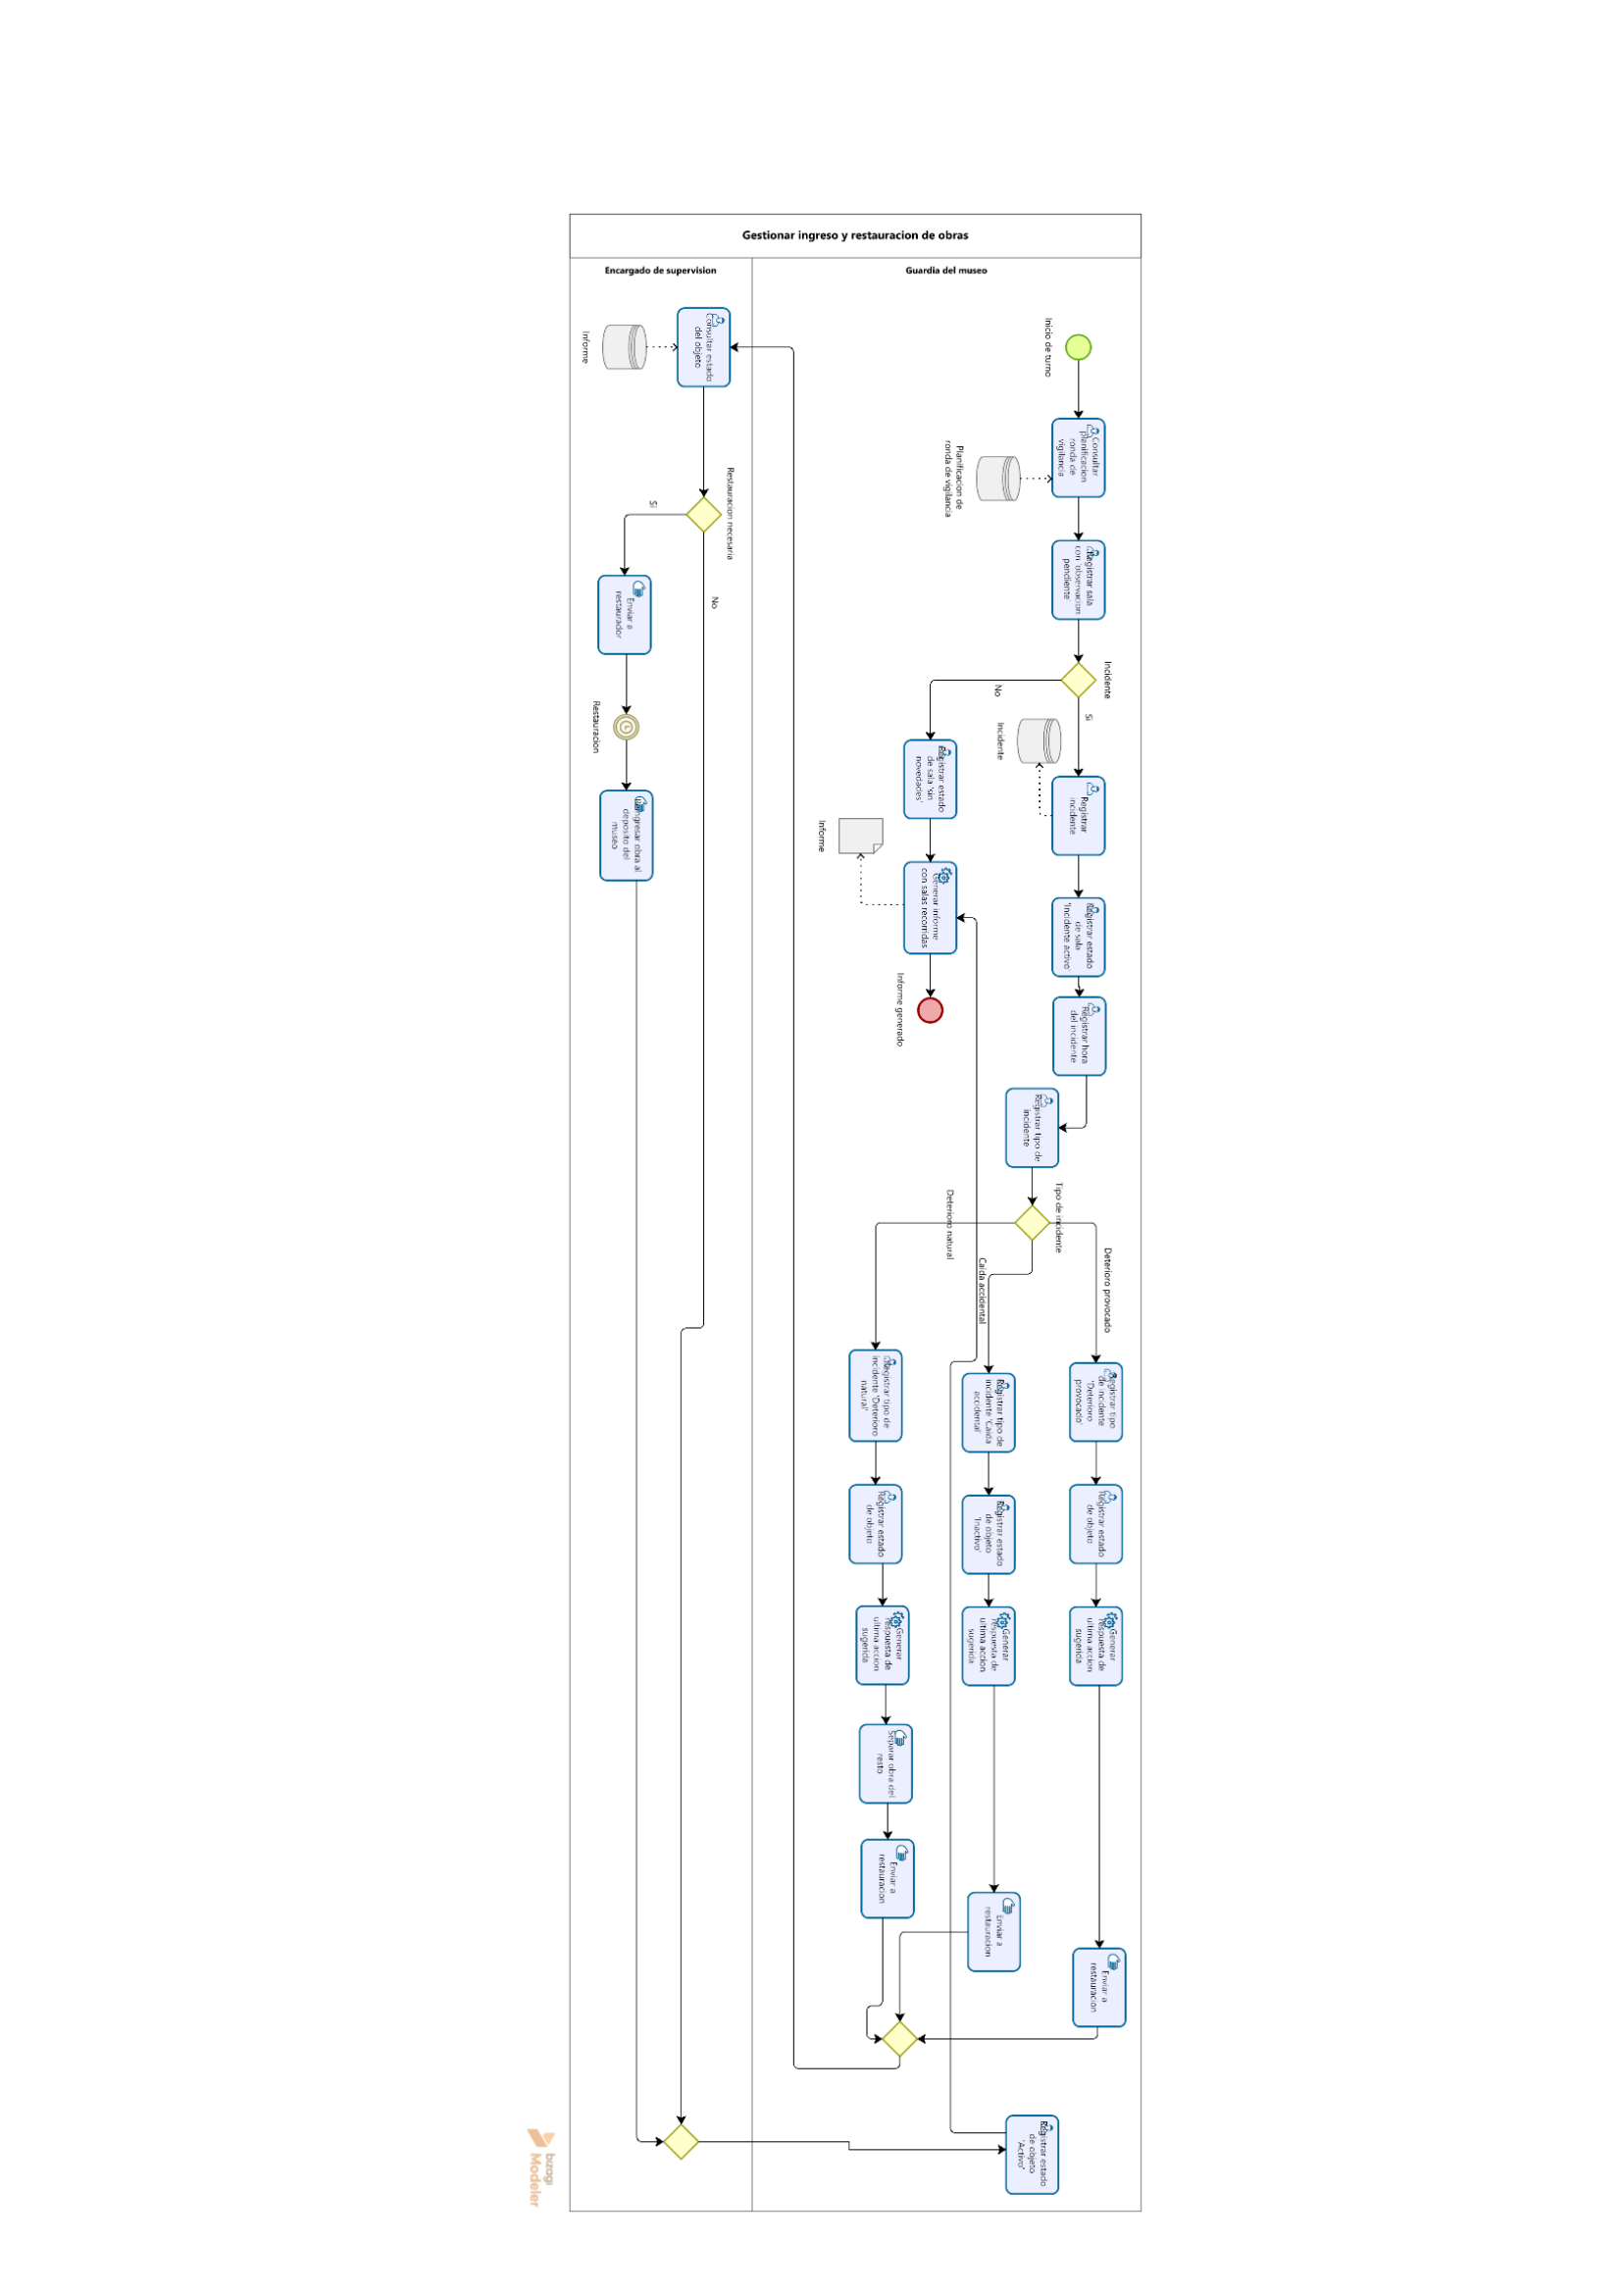 Gestionar ingreso y restauracion de obras
Guardia del museo
Encargado de supervision
Inicio de turno
Consultar
planificacion
ronda de
vigilancia
Planificacion de
ronda de vigilancia
Registrar sala
con 'observacion
pendiente'
Incidente
Si
No
Incidente
Registrar
incidente
Registrar estado
de sala
'Incidente activo'
Registrar hora
del incidente
Registrar tipo de
incidente
Registrar estado
de sala 'sin
novedades'
Generar informe
con salas recorridas
Informe
Informe generado
Tipo de incidente
Deterioro provocado
Caida accidental
Deterioro natural
Registrar tipo
de incidente
'Deterioro
provocado'
Registrar estado
de objeto
Generar
respuesta de
ultima accion
sugerida
Enviar a
restauracion
Registrar tipo de
incidente 'Caida
accidental'
Registrar estado
de objeto
'Inactivo'
Generar
respuesta de
ultima accion
sugerida
Enviar a
restauracion
Registrar tipo de
incidente 'Deterioro
natural'
Registrar estado
de objeto
Generar
respuesta de
ultima accion
sugerida
Separar obra del
resto
Enviar a
restauracion
Registrar estado
de objeto
'Activo'
Consultar estado
del objeto
Informe
Restauracion necesaria
Si
No
Enviar a
restaurador
Restauracion
Reingresar obra al
deposito del
museo
bizagi
Modeler